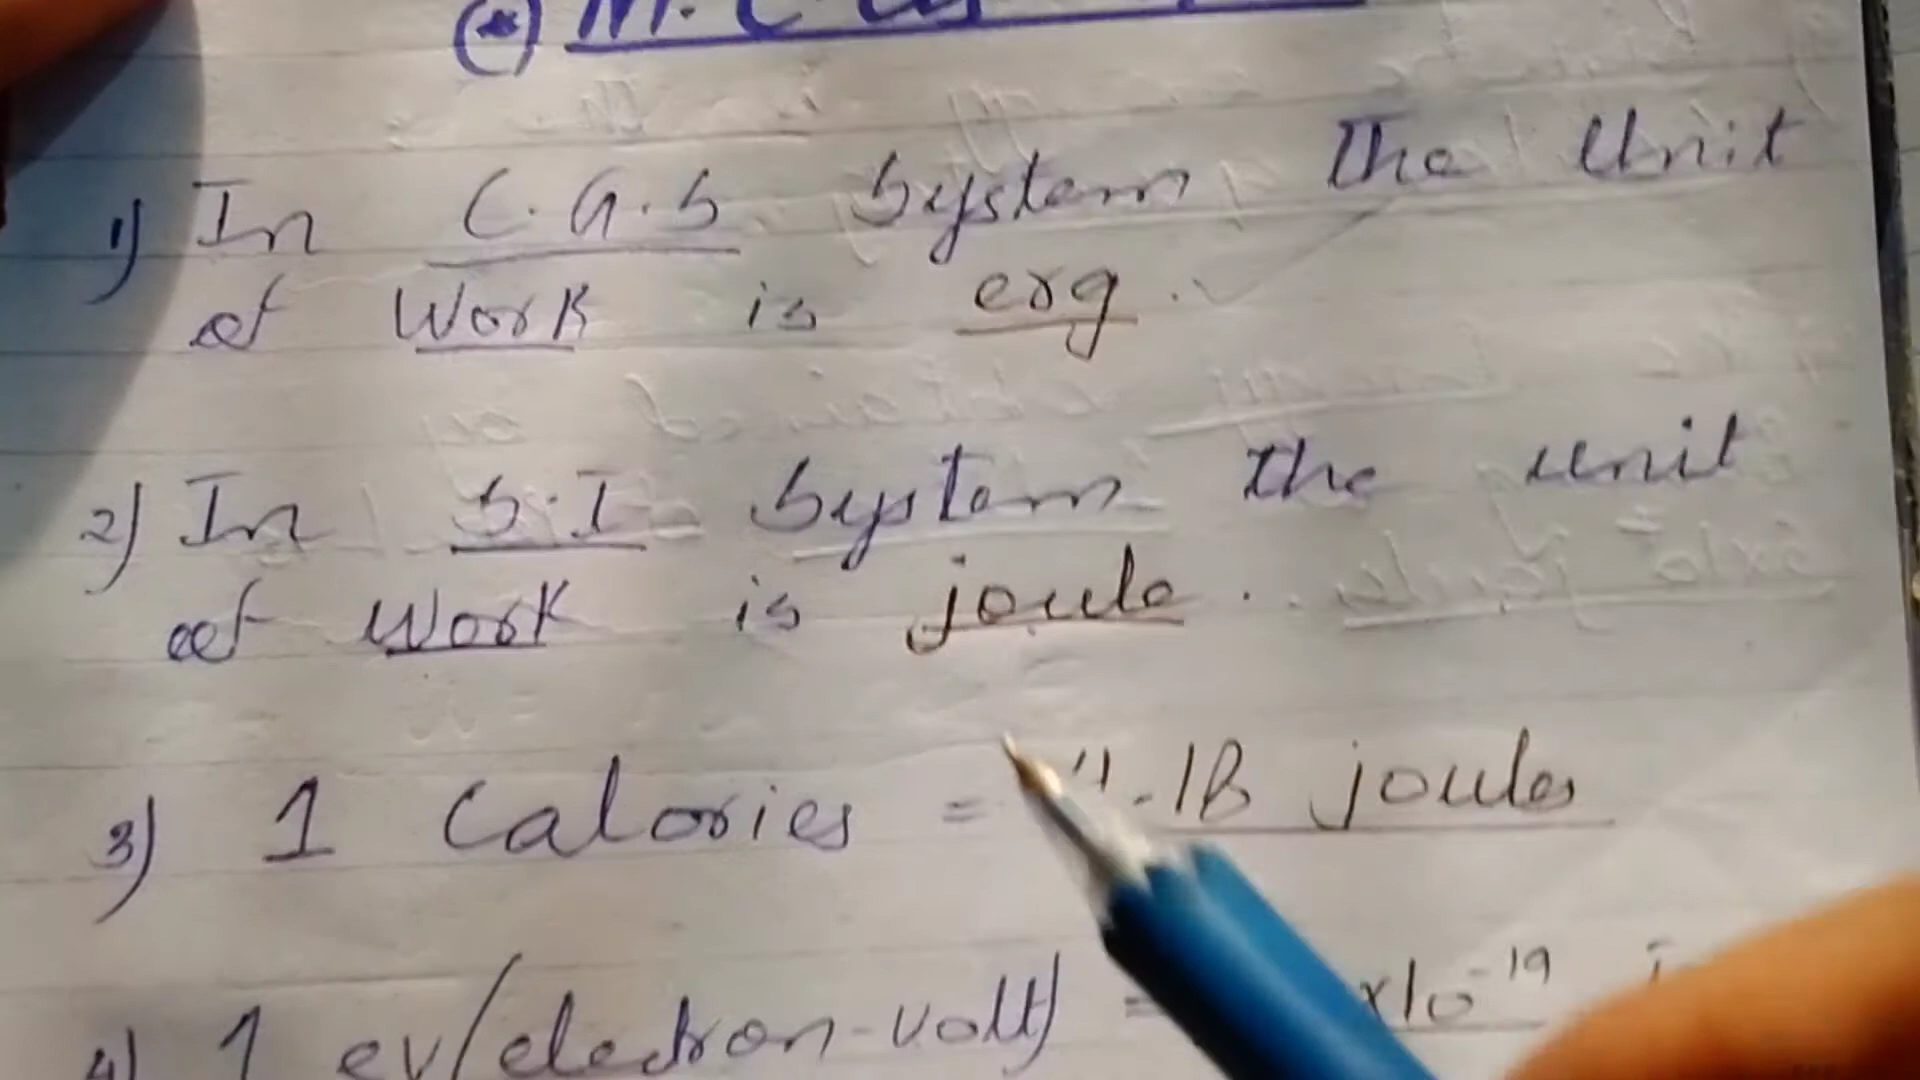 1) In C.G.S System the Unit
of Work is erg.
2) In S.I System the unit
of Work is joule.
3) 1 Calories = 4.18 joules
4) 1 ev/electron-volt) = x10-19